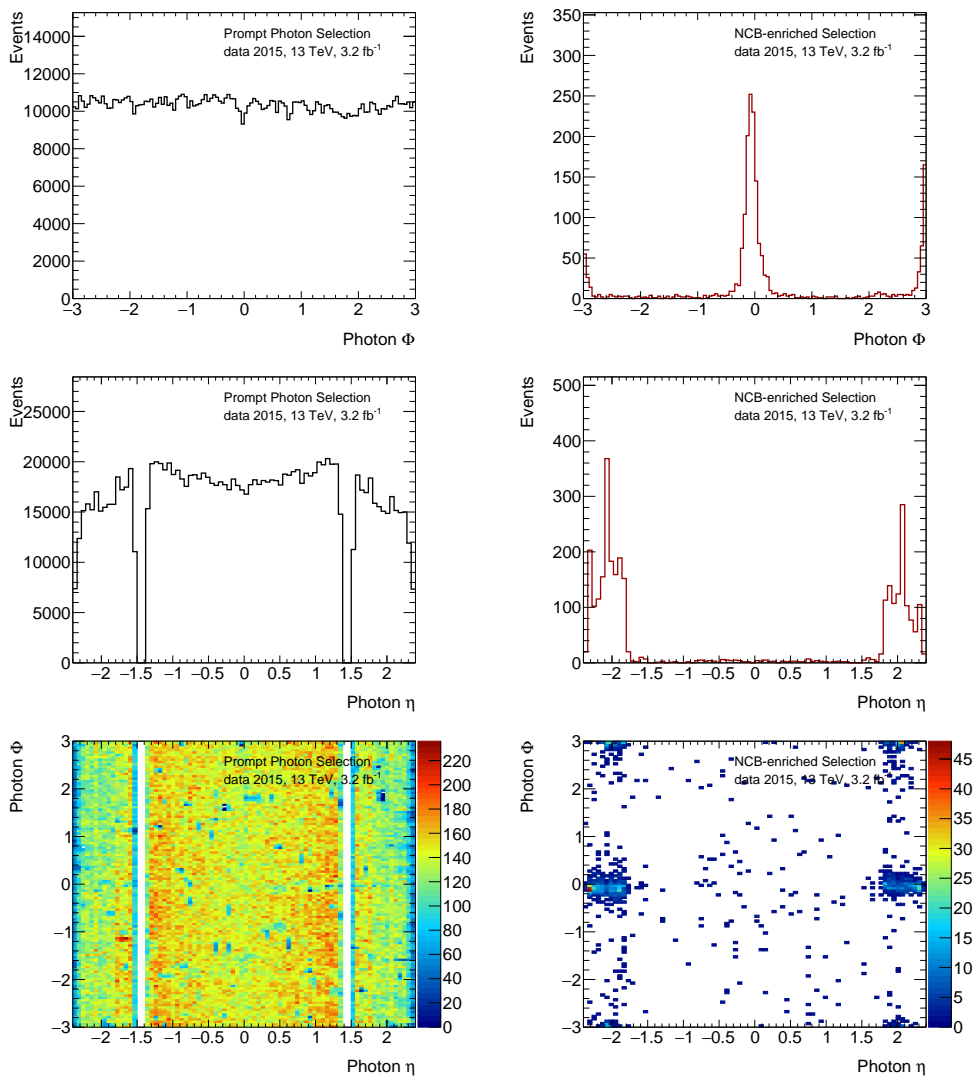 Events
14000
12000
10000
8000
6000
4000
2000
0
−3 −2 −1 0 1 2 3
Photon Φ
Prompt Photon Selection
data 2015, 13 TeV, 3.2 fb-1
Events
350
300
250
200
150
100
50
0
−3 −2 −1 0 1 2 3
Photon Φ
NCB-enriched Selection
data 2015, 13 TeV, 3.2 fb-1
Events
25000
20000
15000
10000
5000
0
−2 −1.5 −1 −0.5 0 0.5 1 1.5 2
Photon η
Prompt Photon Selection
data 2015, 13 TeV, 3.2 fb-1
Events
500
400
300
200
100
0
−2 −1.5 −1 −0.5 0 0.5 1 1.5 2
Photon η
NCB-enriched Selection
data 2015, 13 TeV, 3.2 fb-1
Photon Φ
3
2
1
0
−1
−2
−3
−2 −1.5 −1 −0.5 0 0.5 1 1.5 2
Photon η
Prompt Photon Selection
data 2015, 13 TeV, 3.2 fb-1
220
200
180
160
140
120
100
80
60
40
20
0
Photon Φ
3
2
1
0
−1
−2
−3
−2 −1.5 −1 −0.5 0 0.5 1 1.5 2
Photon η
NCB-enriched Selection
data 2015, 13 TeV, 3.2 fb
45
40
35
30
25
20
15
10
5
0